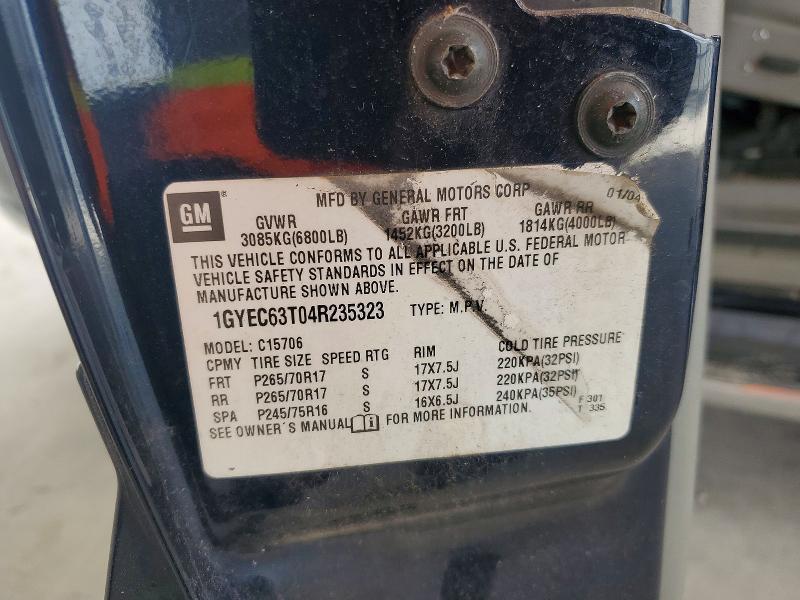 GM®
MFD BY GENERAL MOTORS CORP 01/04
GVWR GAWR FRT GAWR RR
3085KG(6800LB) 1452KG(3200LB) 1814KG(4000LB)
THIS VEHICLE CONFORMS TO ALL APPLICABLE U.S. FEDERAL MOTOR
VEHICLE SAFETY STANDARDS IN EFFECT ON THE DATE OF
MANUFACTURE SHOWN ABOVE.
1GYEC63T04R235323 TYPE: M.P.V.
MODEL: C15706
CPMY TIRE SIZE SPEED RTG RIM COLD TIRE PRESSURE
FRT P265/70R17 S 17X7.5J 220KPA(32PSI)
RR P265/70R17 S 17X7.5J 220KPA(32PSI)
SPA P245/75R16 S 16X6.5J 240KPA(35PSI)
SEE OWNER'S MANUAL i FOR MORE INFORMATION.
F 301
T 335